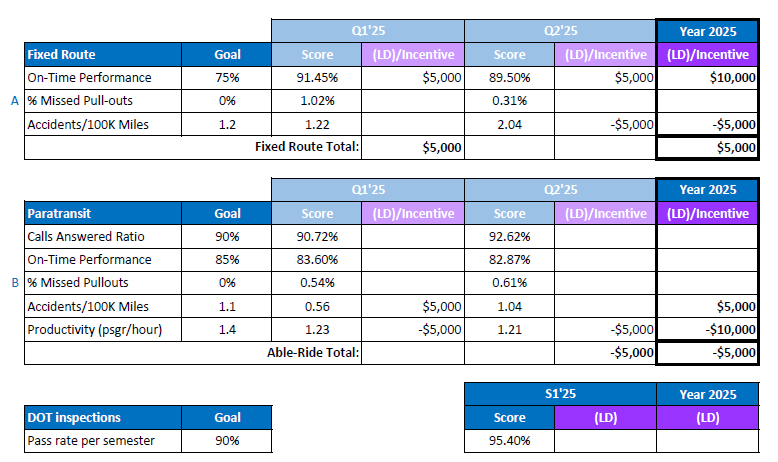 Q1'25 Q2'25 Year 2025
Fixed Route Goal Score (LD)/Incentive Score (LD)/Incentive (LD)/Incentive
On-Time Performance 75% 91.45% $5,000 89.50% $5,000 $10,000
A % Missed Pull-outs 0% 1.02% 0.31%
Accidents/100K Miles 1.2 1.22 2.04 -$5,000 -$5,000
Fixed Route Total: $5,000 $5,000
Q1'25 Q2'25 Year 2025
Paratransit Goal Score (LD)/Incentive Score (LD)/Incentive (LD)/Incentive
Calls Answered Ratio 90% 90.72% 92.62%
On-Time Performance 85% 83.60% 82.87%
B % Missed Pullouts 0% 0.54% 0.61%
Accidents/100K Miles 1.1 0.56 $5,000 1.04 $5,000
Productivity (psgr/hour) 1.4 1.23 -$5,000 1.21 -$5,000 -$10,000
Able-Ride Total: -$5,000 -$5,000
S1'25 Year 2025
DOT inspections Goal Score (LD) (LD)
Pass rate per semester 90% 95.40%